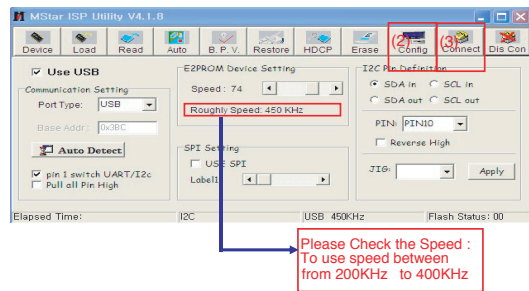 MStar ISP Utility V4.1.8
Device Load Read Auto B. P. V. Restore HDCP Erase Config Connect Dis Con
(2) (3)
Use USB
Communication Setting
Port Type: USB
Base Addr: 0x3BC
Auto Detect
pin 1 switch UART/I2c
Pull all Pin High
E2PROM Device Setting
Speed : 74
Roughly Speed: 450 KHz
SPI Setting
USE SPI
Label1
I2C Pin Definition
SDA in SCL in
SDA out SCL out
PIN: PIN10
Reverse High
JIG: Apply
Elapsed Time: I2C USB 450KHz Flash Status: 00
Please Check the Speed :
To use speed between
from 200KHz to 400KHz